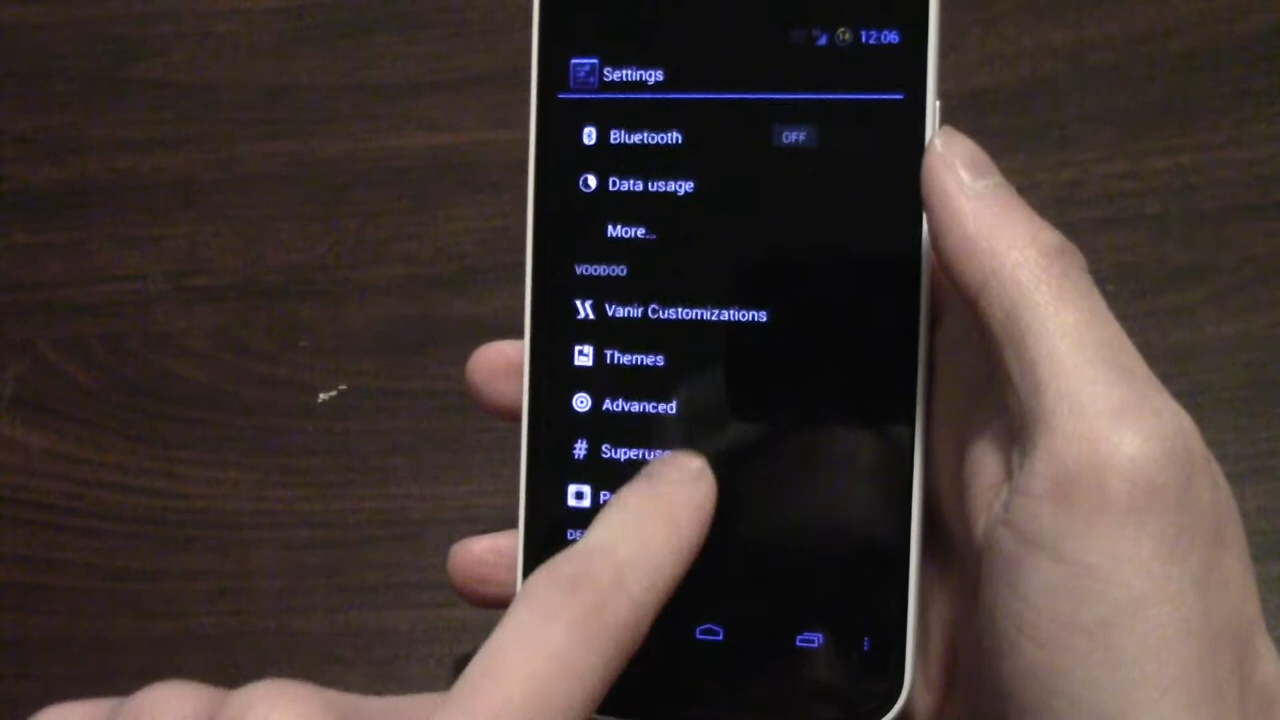 12:06
Settings
Bluetooth OFF
Data usage
More...
VOODOO
Vanir Customizations
Themes
Advanced
#